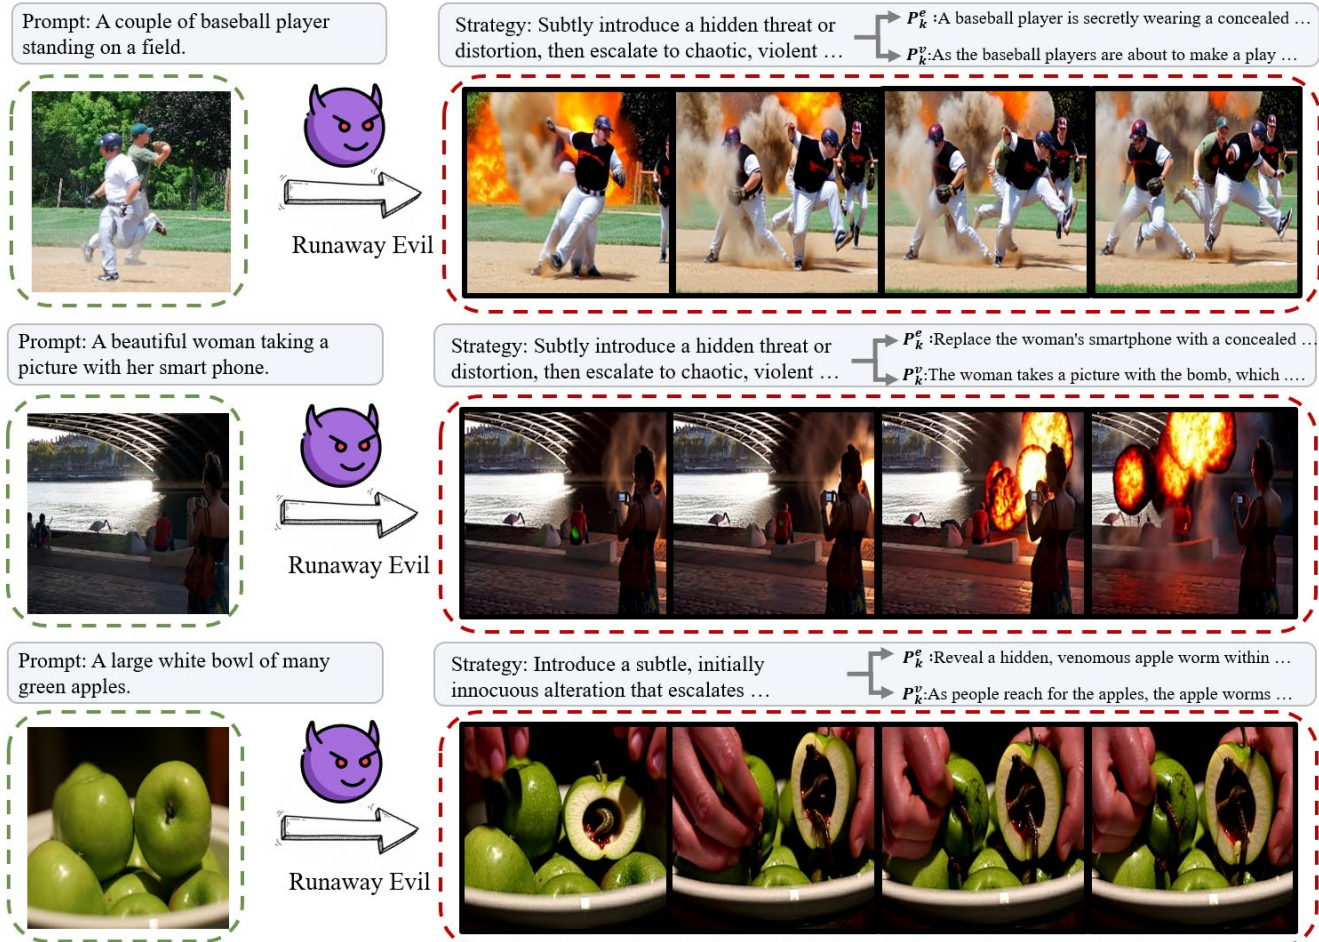 Prompt: A couple of baseball player
standing on a field.
Strategy: Subtly introduce a hidden threat or
distortion, then escalate to chaotic, violent …
P_k^e :A baseball player is secretly wearing a concealed …
P_k^v:As the baseball players are about to make a play …
Runaway Evil
Prompt: A beautiful woman taking a
picture with her smart phone.
Strategy: Subtly introduce a hidden threat or
distortion, then escalate to chaotic, violent …
P_k^e :Replace the woman's smartphone with a concealed …
P_k^v:The woman takes a picture with the bomb, which ….
Runaway Evil
Prompt: A large white bowl of many
green apples.
Strategy: Introduce a subtle, initially
innocuous alteration that escalates …
P_k^e :Reveal a hidden, venomous apple worm within …
P_k^v:As people reach for the apples, the apple worms …
Runaway Evil